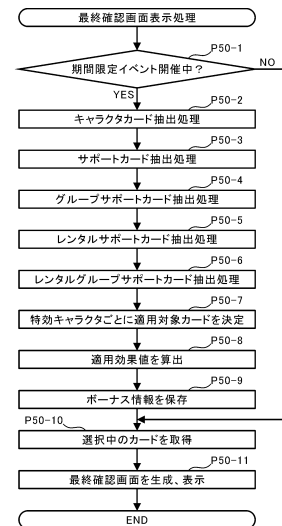 最終確認画面表示処理
P50-1
期間限定イベント開催中？
NO
YES
P50-2
キャラクタカード抽出処理
P50-3
サポートカード抽出処理
P50-4
グループサポートカード抽出処理
P50-5
レンタルサポートカード抽出処理
P50-6
レンタルグループサポートカード抽出処理
P50-7
特効キャラクタごとに適用対象カードを決定
P50-8
適用効果値を算出
P50-9
ボーナス情報を保存
P50-10
選択中のカードを取得
P50-11
最終確認画面を生成、表示
END